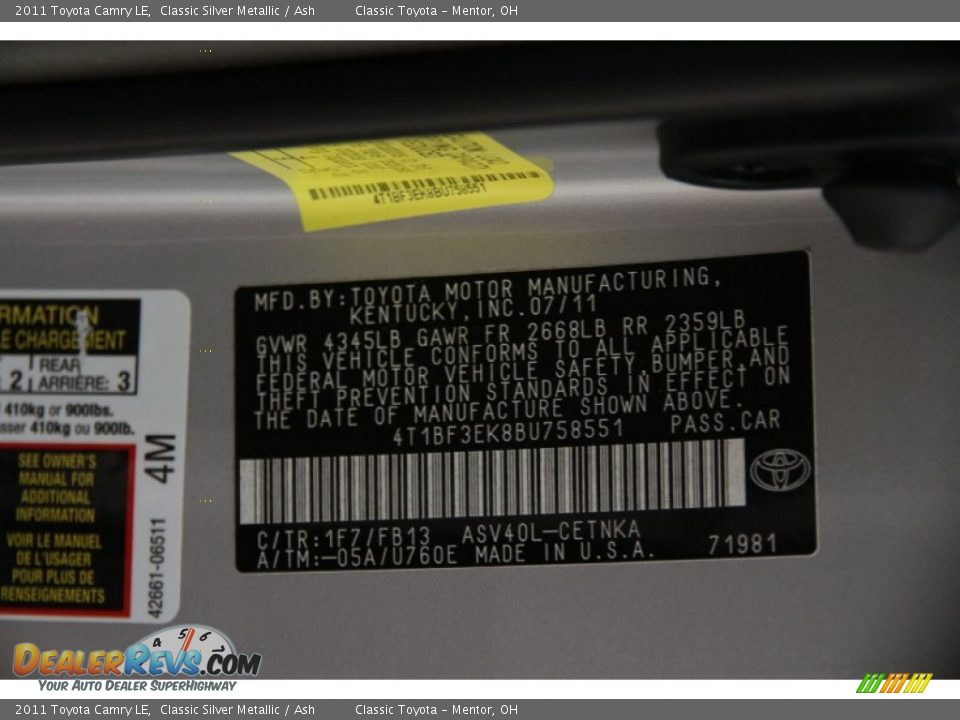 2011 Toyota Camry LE, Classic Silver Metallic / Ash Classic Toyota – Mentor, OH
4T1BF3EK8BU758551
MFD.BY:TOYOTA MOTOR MANUFACTURING,
KENTUCKY,INC.07/11
GVWR 4345LB GAWR FR 2668LB RR 2359LB
THIS VEHICLE CONFORMS TO ALL APPLICABLE
FEDERAL MOTOR VEHICLE SAFETY,BUMPER,AND
THEFT PREVENTION STANDARDS IN EFFECT ON
THE DATE OF MANUFACTURE SHOWN ABOVE.
4T1BF3EK8BU758551 PASS.CAR
C/TR:1F7/FB13 ASV40L-CETNKA
A/TM:-05A/U760E MADE IN U.S.A. 71981
RMATION
E CHARGEMENT
2 REAR
ARRIÈRE: 3
410kg or 900lbs.
sser 410kg ou 900lb.
SEE OWNER'S
MANUAL FOR
ADDITIONAL
INFORMATION
VOIR LE MANUEL
DE L'USAGER
POUR PLUS DE
RENSEIGNEMENTS
4M
42661-06511
4 5 6
DEALERREVS.COM
YOUR AUTO DEALER SUPERHIGHWAY
2011 Toyota Camry LE, Classic Silver Metallic / Ash Classic Toyota – Mentor, OH